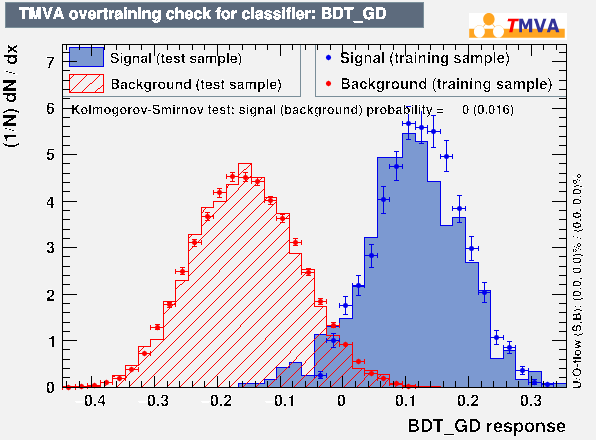 TMVA overtraining check for classifier: BDT_GD
TMVA
(1/N) dN / dx
Signal (test sample)
Background (test sample)
Signal (training sample)
Background (training sample)
Kolmogorov-Smirnov test: signal (background) probability = 0 (0.016)
7
6
5
4
3
2
1
0
−0.4 −0.3 −0.2 −0.1 0 0.1 0.2 0.3
BDT_GD response
U/O-flow (S,B): (0.0, 0.0)% / (0.0, 0.0)%